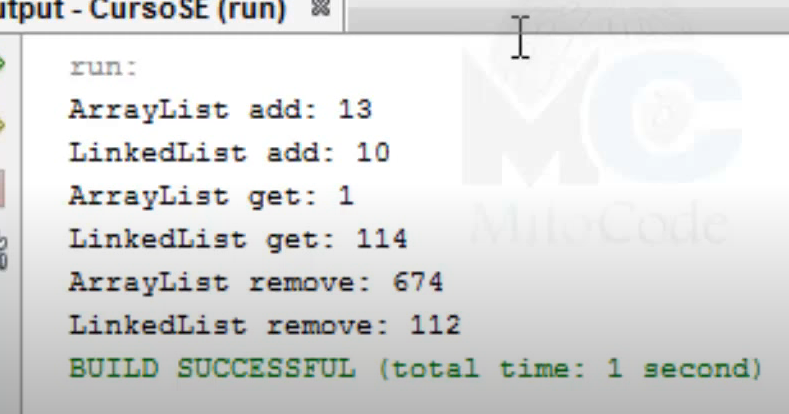 utput - CursoSE (run)
run:
ArrayList add: 13
LinkedList add: 10
ArrayList get: 1
LinkedList get: 114
ArrayList remove: 674
LinkedList remove: 112
BUILD SUCCESSFUL (total time: 1 second)
MC
MitoCode